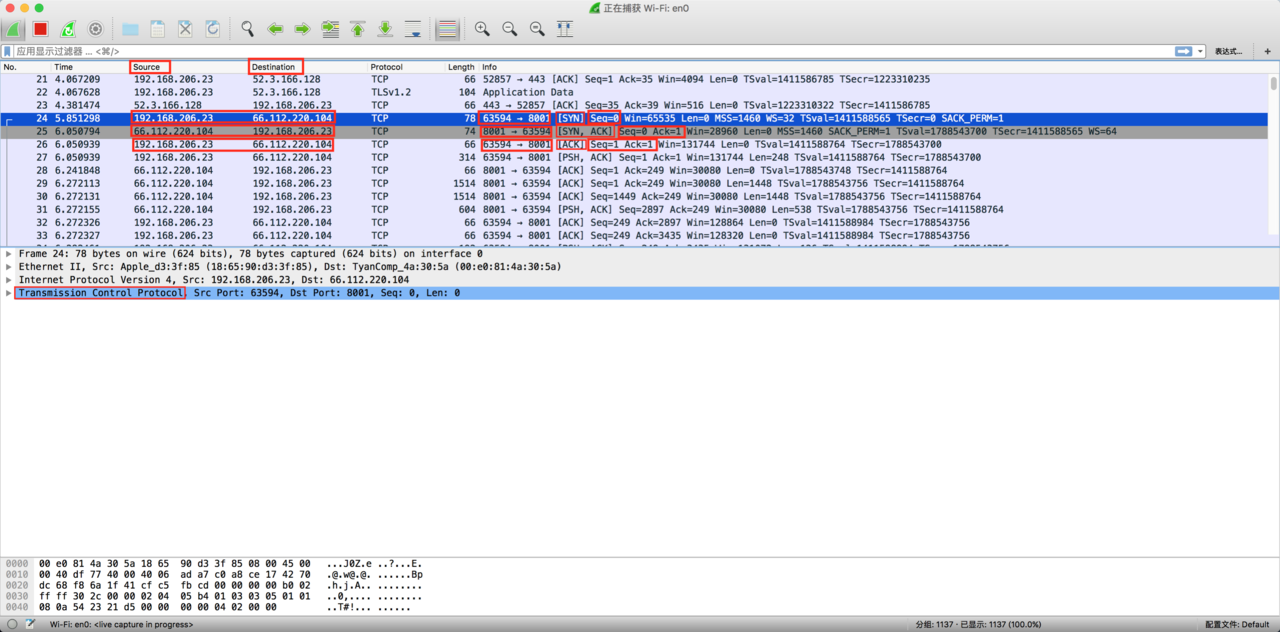 正在捕获 Wi-Fi: en0
应用显示过滤器 … <⌘/>
表达式…
+
No. Time Source Destination Protocol Length Info
21 4.067209 192.168.206.23 52.3.166.128 TCP 66 52857 → 443 [ACK] Seq=1 Ack=35 Win=4094 Len=0 TSval=1411586785 TSecr=1223310235
22 4.067628 192.168.206.23 52.3.166.128 TLSv1.2 104 Application Data
23 4.381474 52.3.166.128 192.168.206.23 TCP 66 443 → 52857 [ACK] Seq=35 Ack=39 Win=516 Len=0 TSval=1223310322 TSecr=1411586785
24 5.851298 192.168.206.23 66.112.220.104 TCP 78 63594 → 8001 [SYN] Seq=0 Win=65535 Len=0 MSS=1460 WS=32 TSval=1411588565 TSecr=0 SACK_PERM=1
25 6.050794 66.112.220.104 192.168.206.23 TCP 74 8001 → 63594 [SYN, ACK] Seq=0 Ack=1 Win=28960 Len=0 MSS=1460 SACK_PERM=1 TSval=1788543700 TSecr=1411588565 WS=64
26 6.050939 192.168.206.23 66.112.220.104 TCP 66 63594 → 8001 [ACK] Seq=1 Ack=1 Win=131744 Len=0 TSval=1411588764 TSecr=1788543700
27 6.050939 192.168.206.23 66.112.220.104 TCP 314 63594 → 8001 [PSH, ACK] Seq=1 Ack=1 Win=131744 Len=248 TSval=1411588764 TSecr=1788543700
28 6.241848 66.112.220.104 192.168.206.23 TCP 66 8001 → 63594 [ACK] Seq=1 Ack=249 Win=30080 Len=0 TSval=1788543748 TSecr=1411588764
29 6.272113 66.112.220.104 192.168.206.23 TCP 1514 8001 → 63594 [ACK] Seq=1 Ack=249 Win=30080 Len=1448 TSval=1788543756 TSecr=1411588764
30 6.272131 66.112.220.104 192.168.206.23 TCP 1514 8001 → 63594 [ACK] Seq=1449 Ack=249 Win=30080 Len=1448 TSval=1788543756 TSecr=1411588764
31 6.272155 66.112.220.104 192.168.206.23 TCP 604 8001 → 63594 [PSH, ACK] Seq=2897 Ack=249 Win=30080 Len=538 TSval=1788543756 TSecr=1411588764
32 6.272326 192.168.206.23 66.112.220.104 TCP 66 63594 → 8001 [ACK] Seq=249 Ack=2897 Win=128864 Len=0 TSval=1411588984 TSecr=1788543756
33 6.272327 192.168.206.23 66.112.220.104 TCP 66 63594 → 8001 [ACK] Seq=249 Ack=3435 Win=128320 Len=0 TSval=1411588984 TSecr=1788543756
Frame 24: 78 bytes on wire (624 bits), 78 bytes captured (624 bits) on interface 0
Ethernet II, Src: Apple_d3:3f:85 (18:65:90:d3:3f:85), Dst: TyanComp_4a:30:5a (00:e0:81:4a:30:5a)
Internet Protocol Version 4, Src: 192.168.206.23, Dst: 66.112.220.104
Transmission Control Protocol, Src Port: 63594, Dst Port: 8001, Seq: 0, Len: 0
0000 00 e0 81 4a 30 5a 18 65 90 d3 3f 85 08 00 45 00 ...J0Z.e ..?...E.
0010 00 40 df 77 40 00 40 06 ad a7 c0 a8 ce 17 42 70 .@.w@.@. ......Bp
0020 dc 68 f8 6a 1f 41 cf c5 fb cd 00 00 00 00 b0 02 .h.j.A.. ........
0030 ff ff 30 2c 00 00 02 04 05 b4 01 03 03 05 01 01 ..0,.... ........
0040 08 0a 54 23 21 d5 00 00 00 00 04 02 00 00 ..T#!... ......
Wi-Fi: en0: <live capture in progress> 分组: 1137 · 已显示: 1137 (100.0%) 配置文件: Default